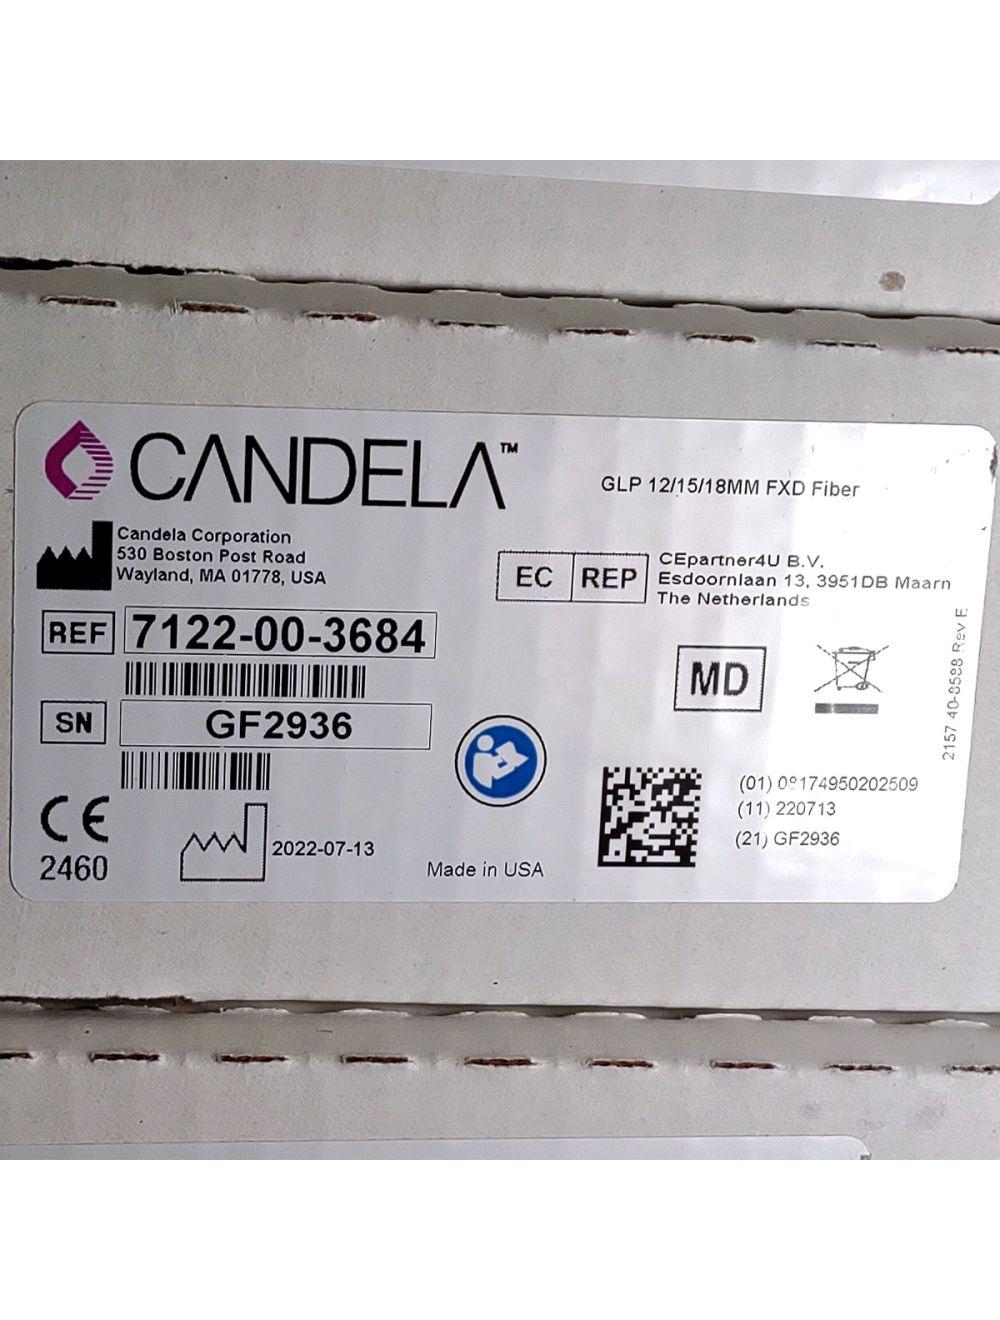 CANDELA™
GLP 12/15/18MM FXD Fiber
Candela Corporation
530 Boston Post Road
Wayland, MA 01778, USA
EC REP
CEpartner4U B.V.
Esdoornlaan 13, 3951DB Maarn
The Netherlands
REF 7122-00-3684
MD
SN GF2936
CE
2460
2022-07-13
Made in USA
(01) 08174950202509
(11) 220713
(21) GF2936
2157 40-8588 Rev E